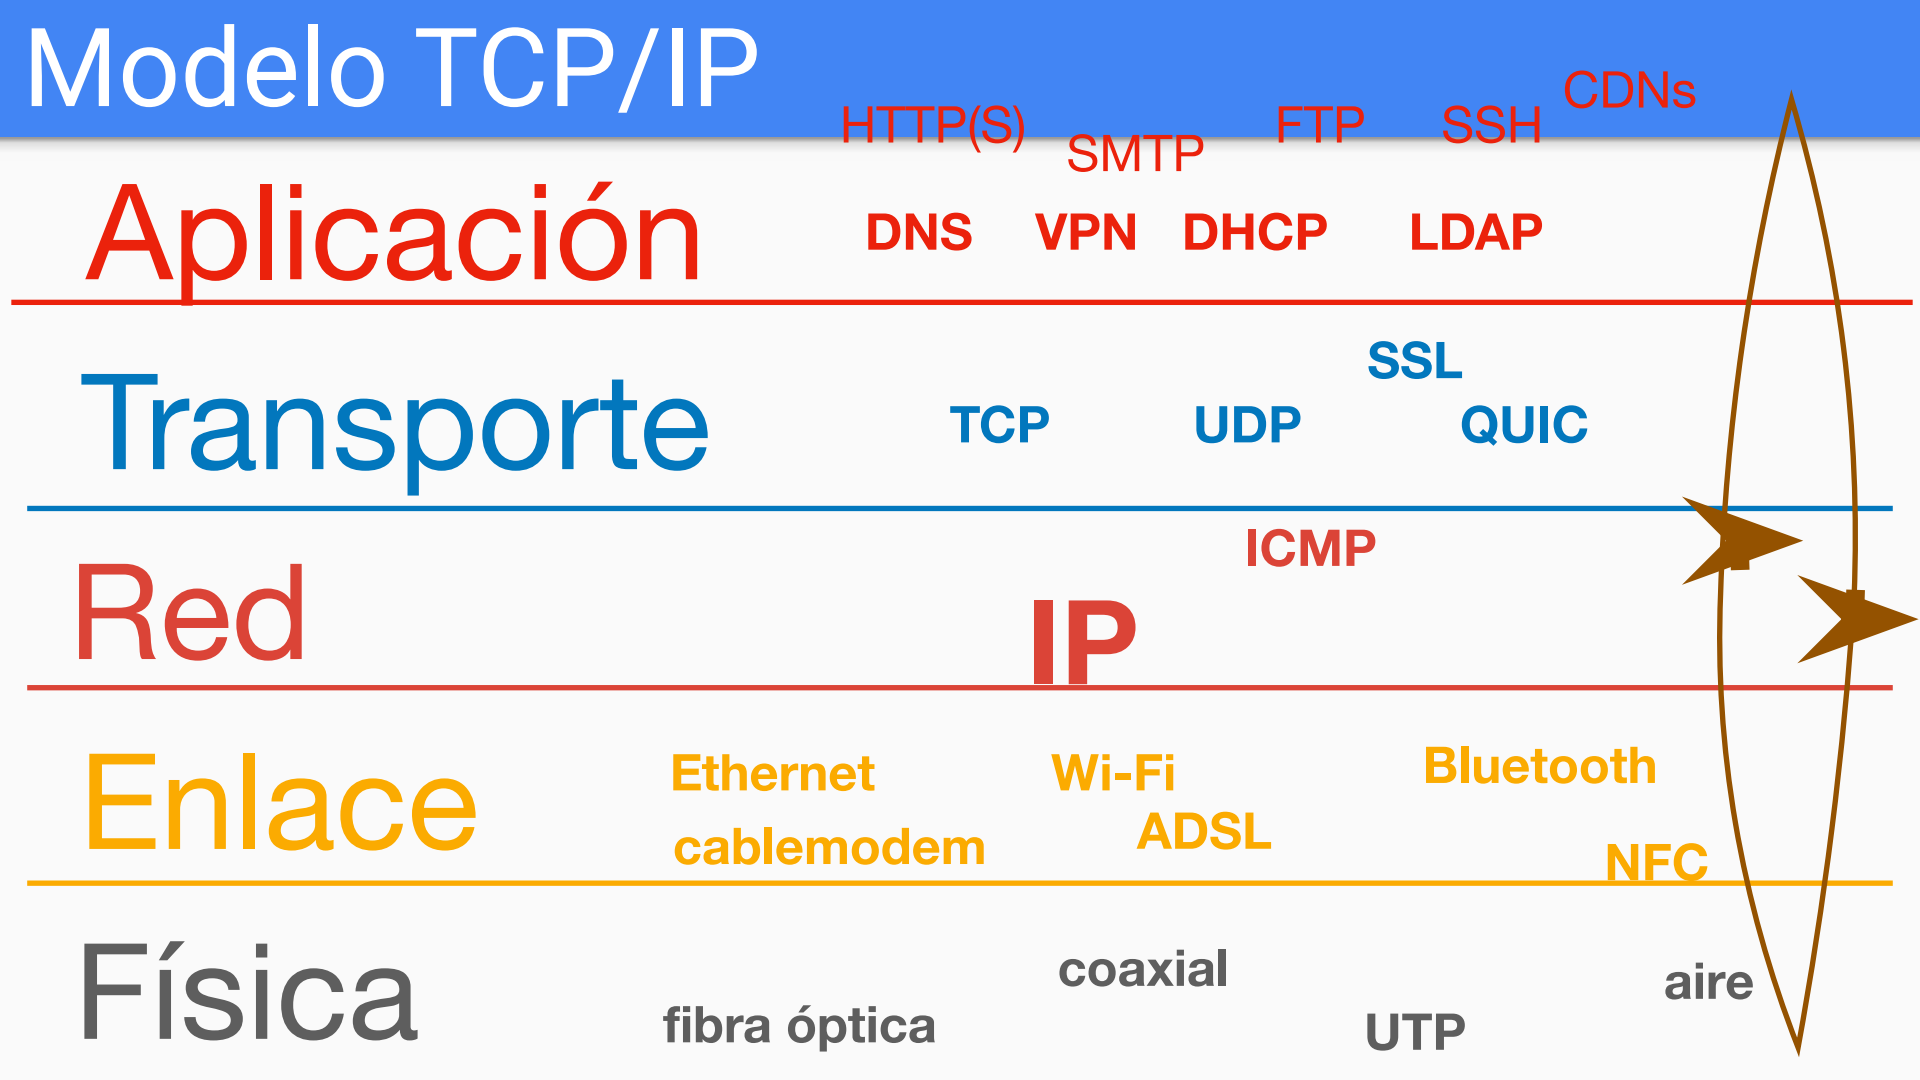 Modelo TCP/IP
CDNs
HTTP(S) SMTP FTP SSH
Aplicación
DNS VPN DHCP LDAP
SSL
Transporte
TCP UDP QUIC
ICMP
Red
IP
Enlace
Ethernet Wi-Fi Bluetooth
cablemodem ADSL NFC
Física
coaxial aire
fibra óptica UTP